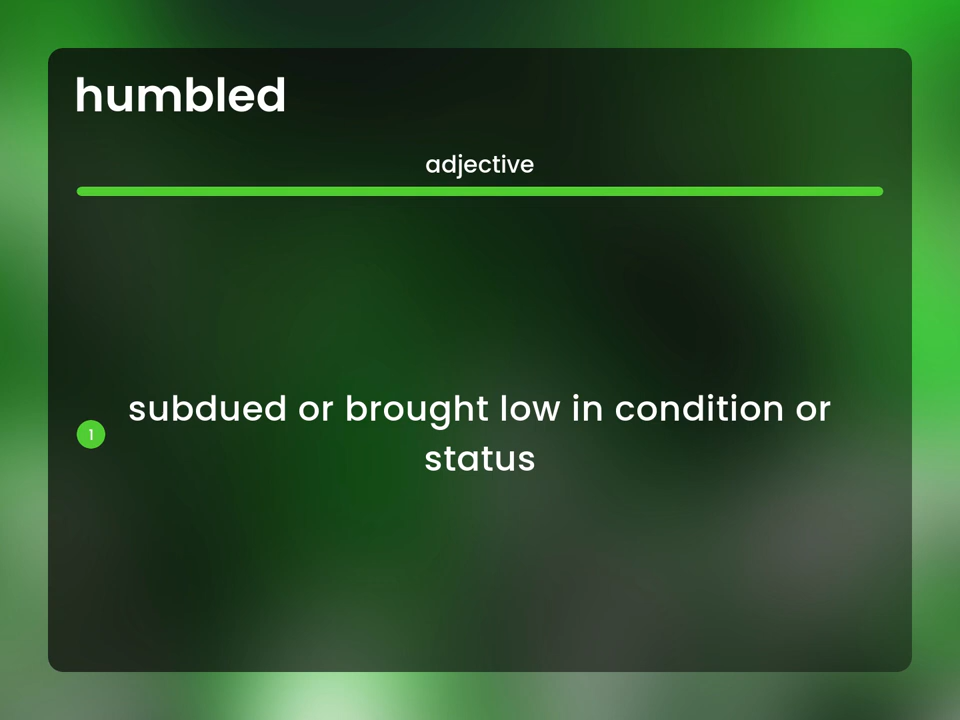 humbled
adjective
1
subdued or brought low in condition or
status